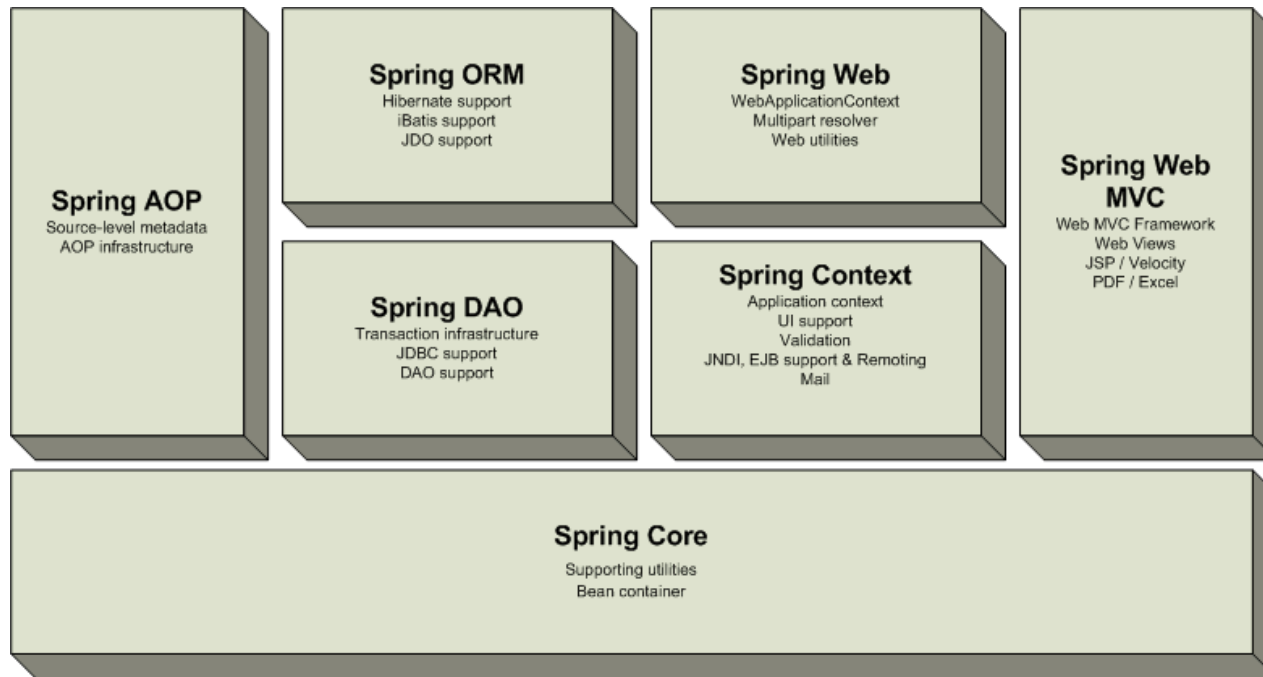 Spring AOP
Source-level metadata
AOP infrastructure
Spring ORM
Hibernate support
iBatis support
JDO support
Spring DAO
Transaction infrastructure
JDBC support
DAO support
Spring Web
WebApplicationContext
Multipart resolver
Web utilities
Spring Context
Application context
UI support
Validation
JNDI, EJB support & Remoting
Mail
Spring Web
MVC
Web MVC Framework
Web Views
JSP / Velocity
PDF / Excel
Spring Core
Supporting utilities
Bean container